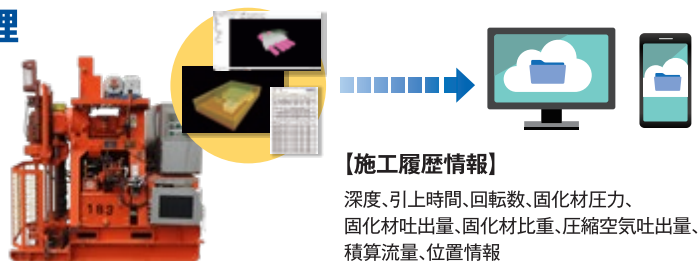 理
183
【施工履歴情報】
深度、引上時間、回転数、固化材圧力、
固化材吐出量、固化材比重、圧縮空気吐出量、
積算流量、位置情報